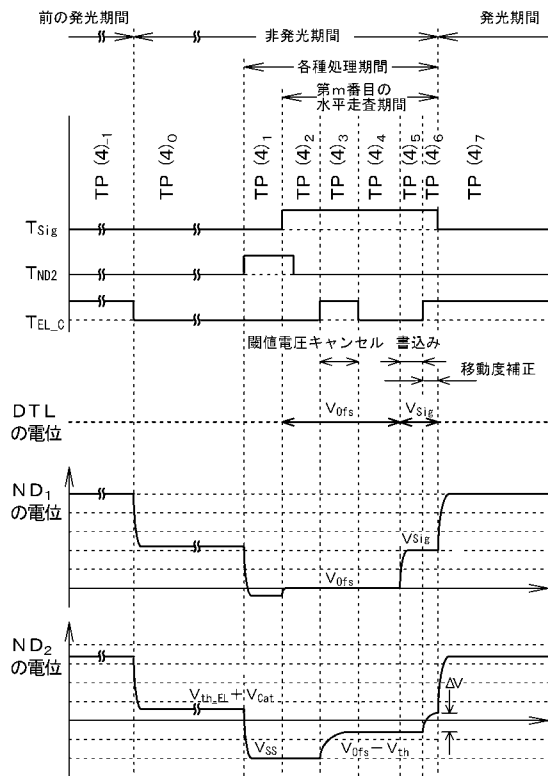 前の発光期間
非発光期間
発光期間
各種処理期間
第m番目の
水平走査期間
TP (4)-1
TP (4)0
TP (4)1
TP (4)2
TP (4)3
TP (4)4
TP (4)5
TP (4)6
TP (4)7
TSig
TND2
TEL_C
閾値電圧キャンセル 書込み
移動度補正
DTL
の電位
VOfs
VSig
ND1
の電位
VSig
VOfs
ND2
の電位
Vth_EL+VCat
ΔV
VSS
VOfs−Vth